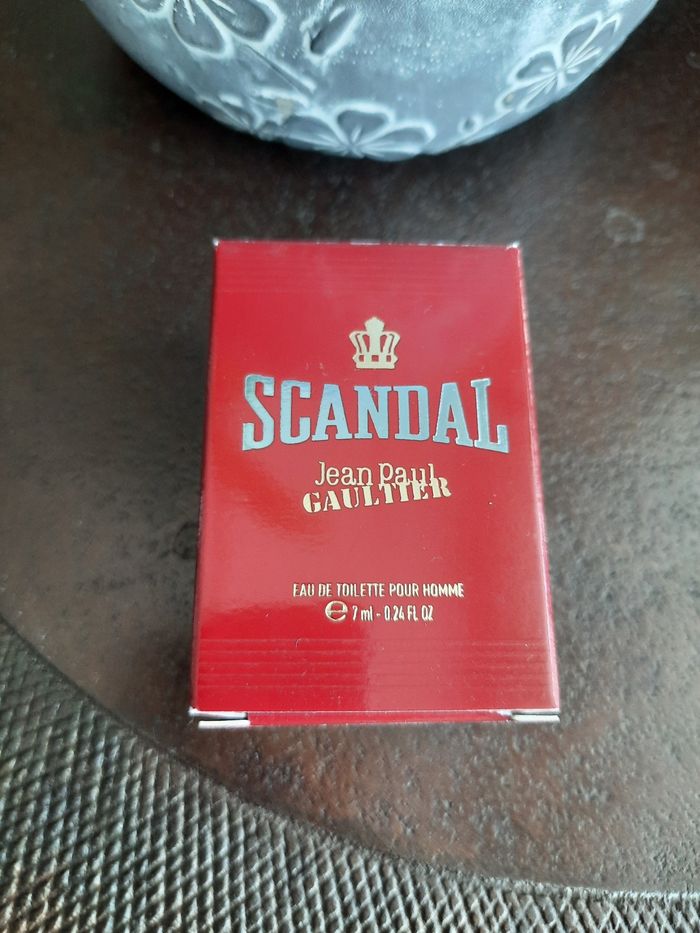 SCANDAL
Jean Paul
GAULTIER
EAU DE TOILETTE POUR HOMME
℮ 7 ml - 0.24 FL OZ